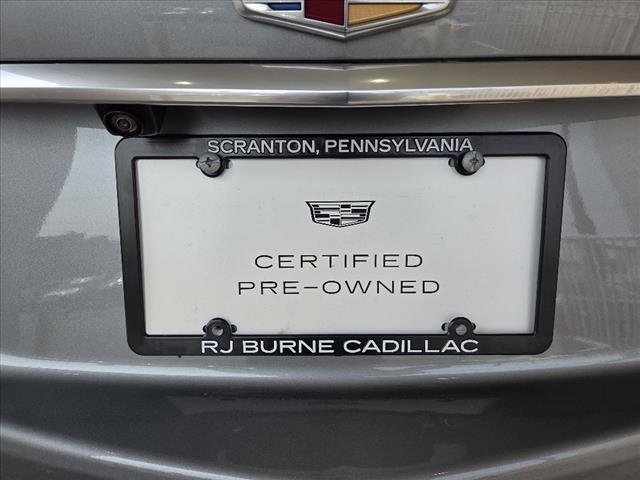 SCRANTON, PENNSYLVANIA
CERTIFIED
PRE-OWNED
RJ BURNE CADILLAC